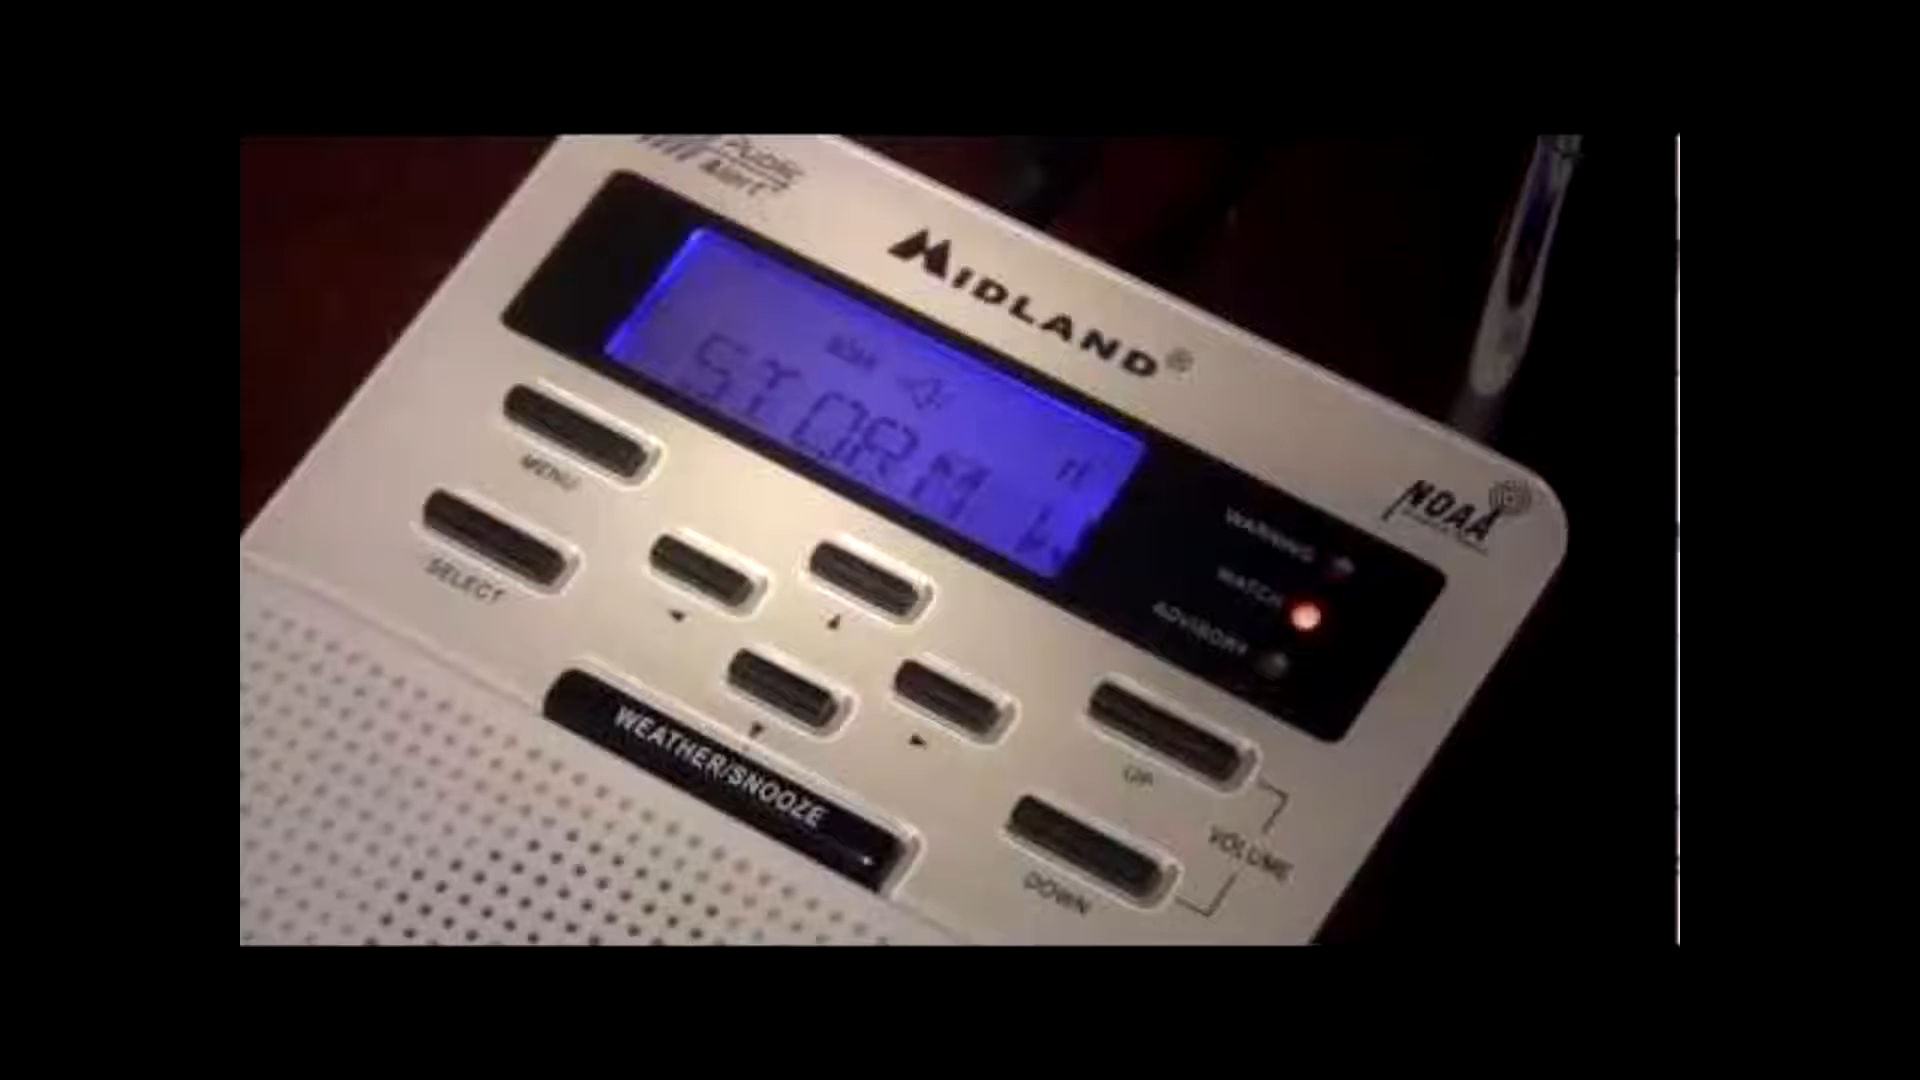 Public
Alert
MIDLAND®
STORM
NOAA
WARNING
WATCH
ADVISORY
MENU
SELECT
WEATHER/SNOOZE
UP
VOLUME
DOWN